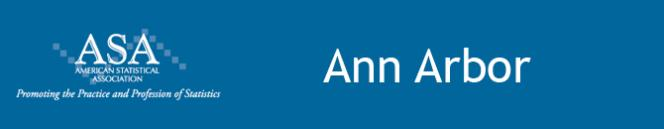 ASA
AMERICAN STATISTICAL
ASSOCIATION
Promoting the Practice and Profession of Statistics
Ann Arbor